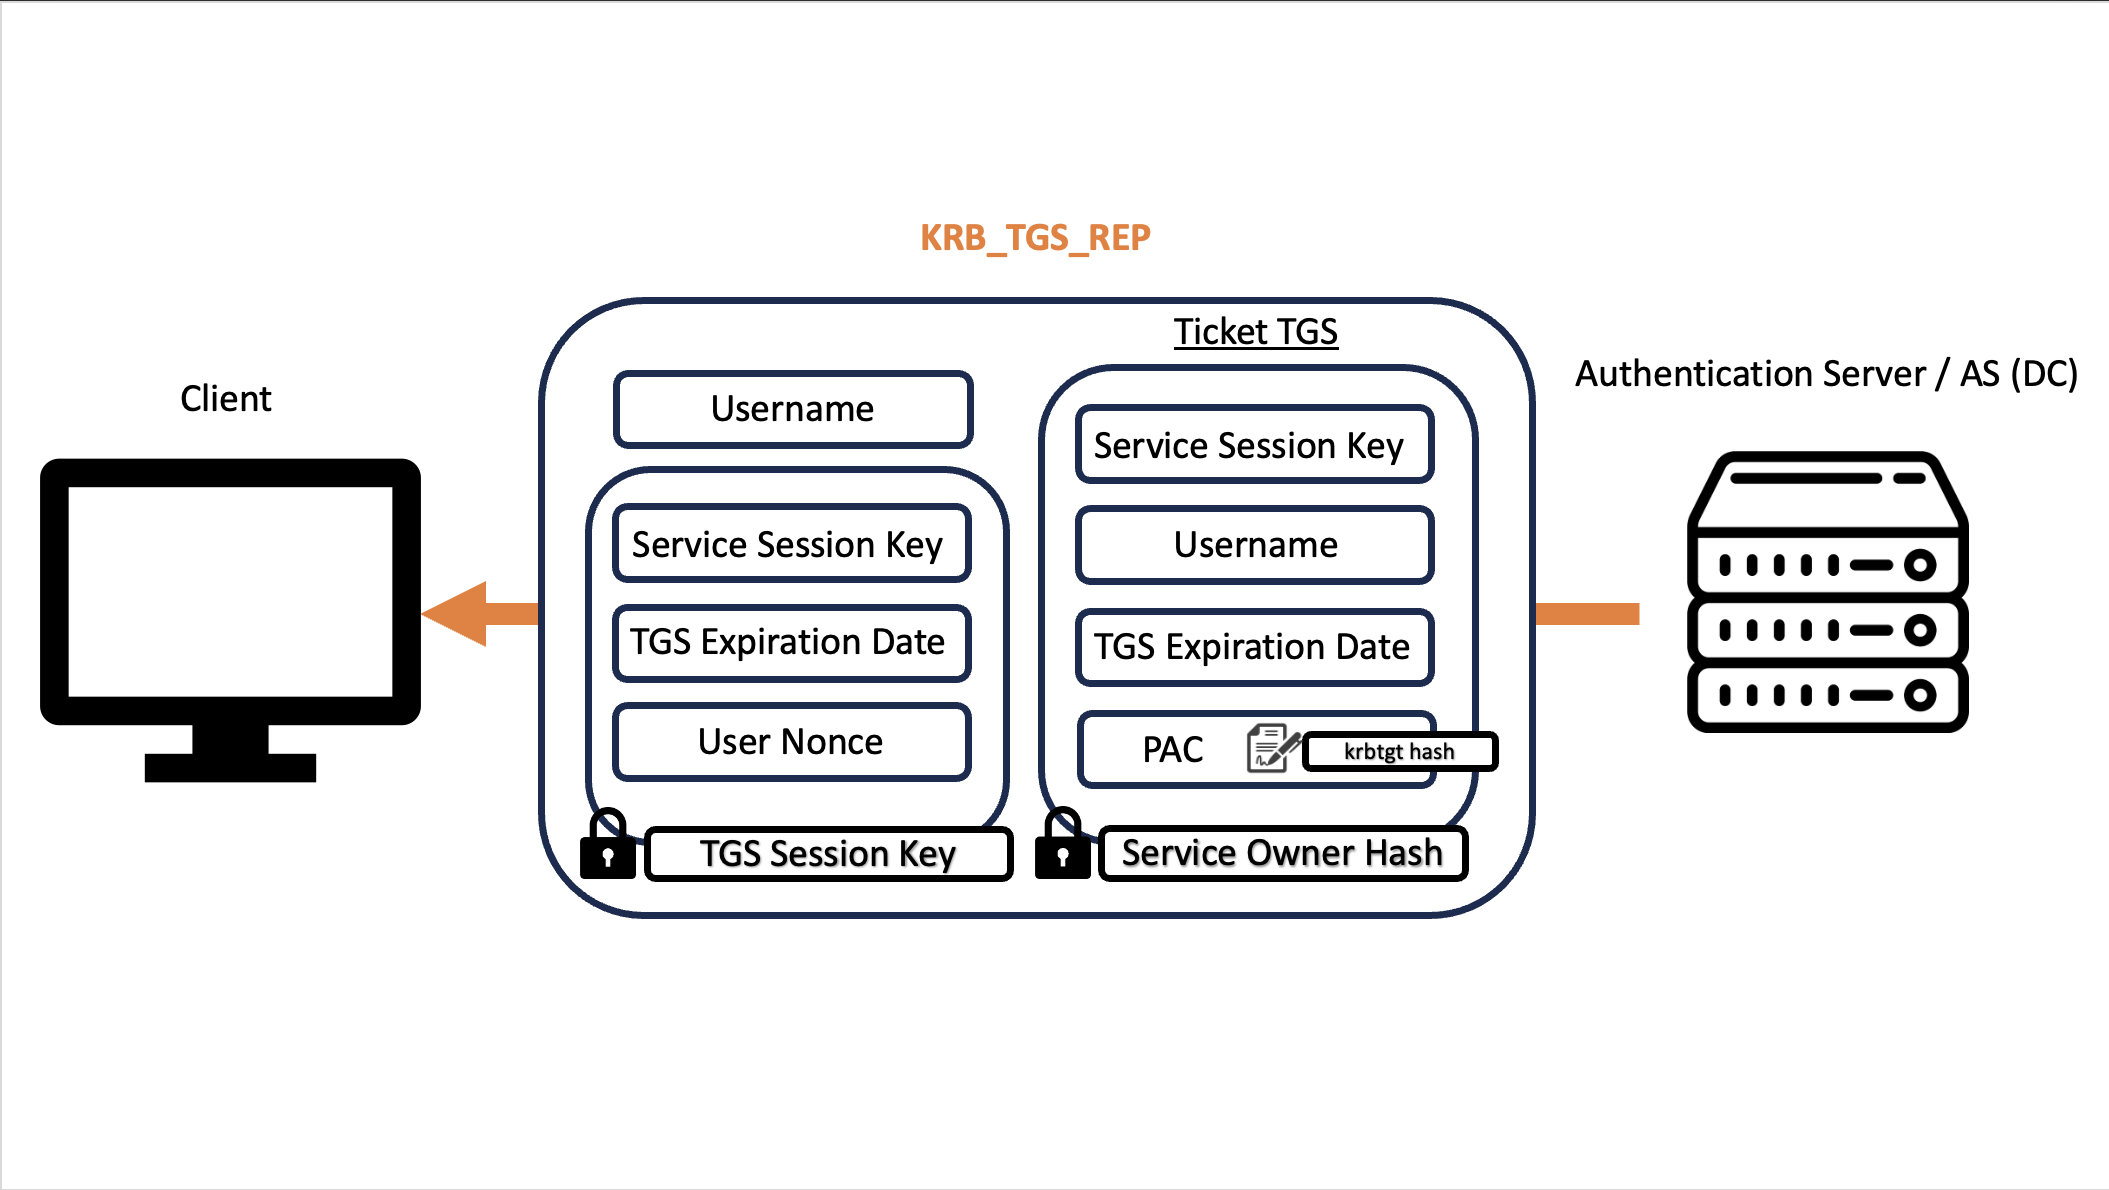 KRB_TGS_REP
Client
Username
Service Session Key
TGS Expiration Date
User Nonce
TGS Session Key
Ticket TGS
Service Session Key
Username
TGS Expiration Date
PAC
krbtgt hash
Service Owner Hash
Authentication Server / AS (DC)